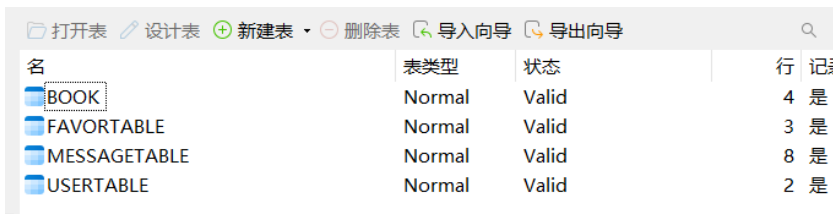 打开表 设计表 新建表 删除表 导入向导 导出向导
名 表类型 状态 行 记
BOOK Normal Valid 4 是
FAVORTABLE Normal Valid 3 是
MESSAGETABLE Normal Valid 8 是
USERTABLE Normal Valid 2 是